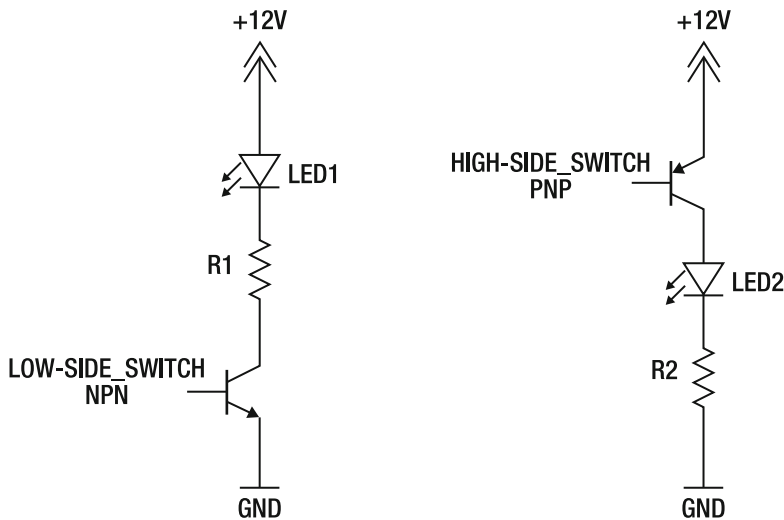 +12V
LED1
R1
LOW-SIDE_SWITCH
NPN
GND
+12V
HIGH-SIDE_SWITCH
PNP
LED2
R2
GND